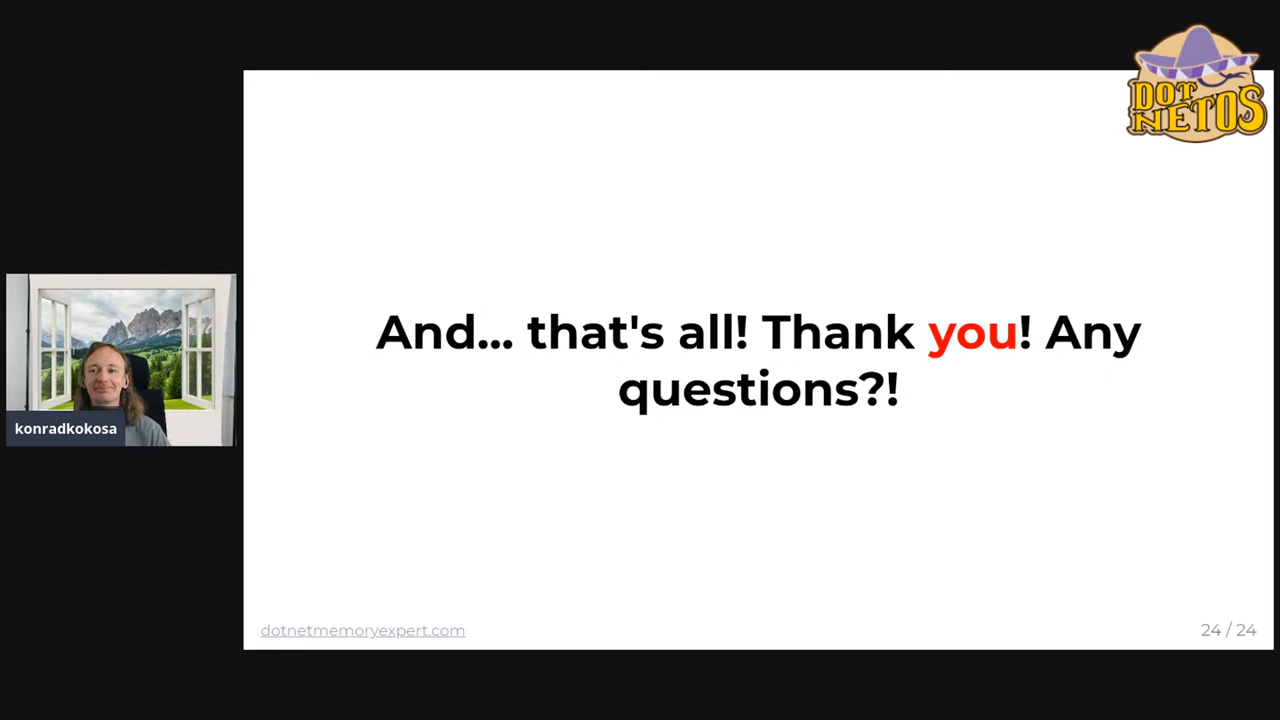 DOT
NETOS
And... that's all! Thank you! Any
questions?!
konradkokosa
dotnetmemoryexpert.com
24 / 24